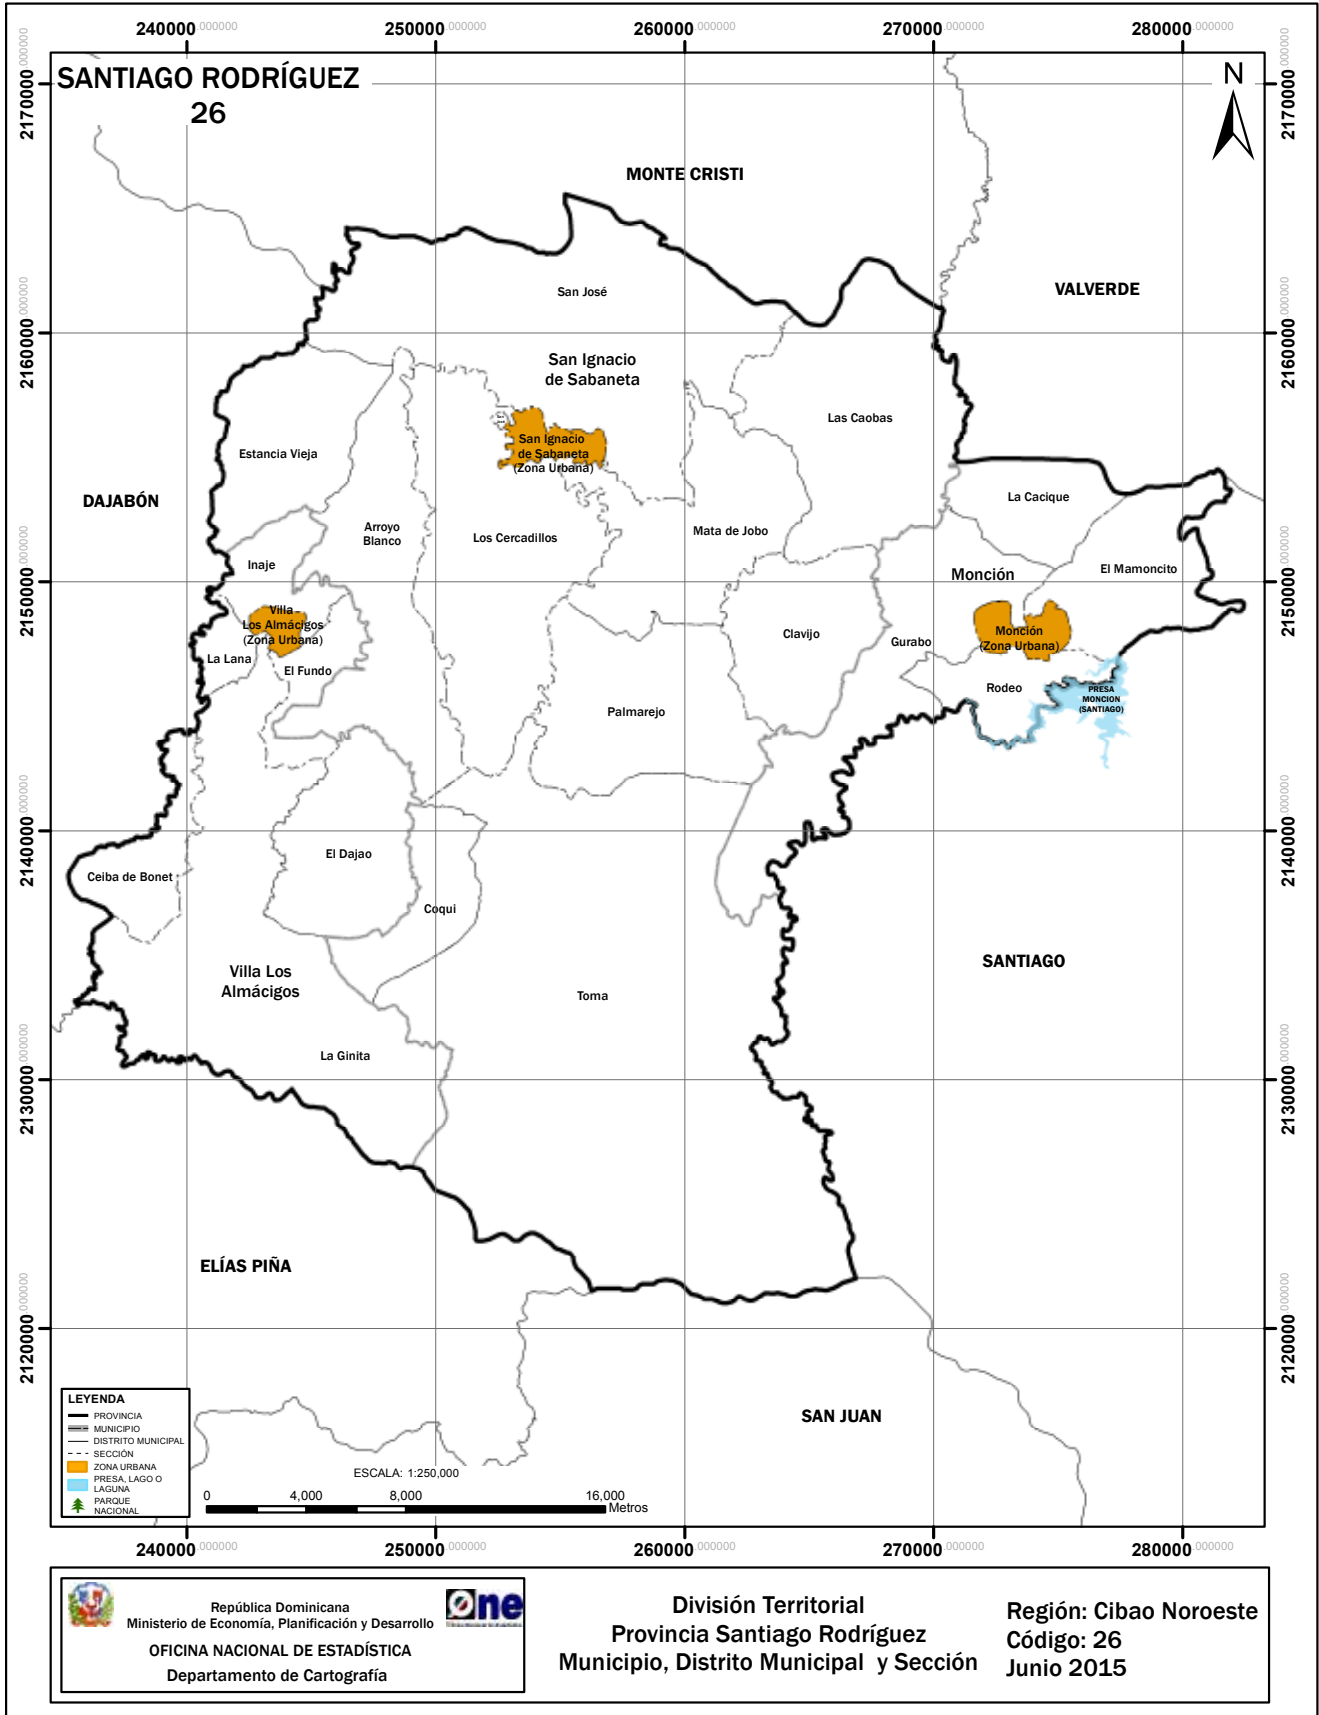 240000.000000 250000.000000 260000.000000 270000.000000 280000.000000
2170000.000000
2160000.000000
2150000.000000
2140000.000000
2130000.000000
2120000.000000
SANTIAGO RODRÍGUEZ
26
N
MONTE CRISTI
VALVERDE
San José
San Ignacio
de Sabaneta
Las Caobas
San Ignacio
de Sabaneta
(Zona Urbana)
Estancia Vieja
DAJABÓN
La Cacique
Arroyo
Blanco
Los Cercadillos
Mata de Jobo
Inaje
Monción
El Mamoncito
Villa
Los Almácigos
(Zona Urbana)
Clavijo
Gurabo
Monción
(Zona Urbana)
La Lana
El Fundo
Rodeo
PRESA
MONCION
(SANTIAGO)
Palmarejo
El Dajao
Ceiba de Bonet
Coqui
SANTIAGO
Villa Los
Almácigos
Toma
La Ginita
ELÍAS PIÑA
SAN JUAN
LEYENDA
PROVINCIA
MUNICIPIO
DISTRITO MUNICIPAL
SECCIÓN
ZONA URBANA
PRESA, LAGO O
LAGUNA
PARQUE
NACIONAL
ESCALA: 1:250,000
0 4,000 8,000 16,000
Metros
2170000.000000
2160000.000000
2150000.000000
2140000.000000
2130000.000000
2120000.000000
240000.000000 250000.000000 260000.000000 270000.000000 280000.000000
República Dominicana
Ministerio de Economía, Planificación y Desarrollo
OFICINA NACIONAL DE ESTADÍSTICA
Departamento de Cartografía
One
División Territorial
Provincia Santiago Rodríguez
Municipio, Distrito Municipal y Sección
Región: Cibao Noroeste
Código: 26
Junio 2015